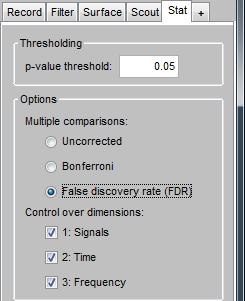 Record Filter Surface Scout Stat +
Thresholding
p-value threshold: 0.05
Options
Multiple comparisons:
Uncorrected
Bonferroni
False discovery rate (FDR)
Control over dimensions:
1: Signals
2: Time
3: Frequency